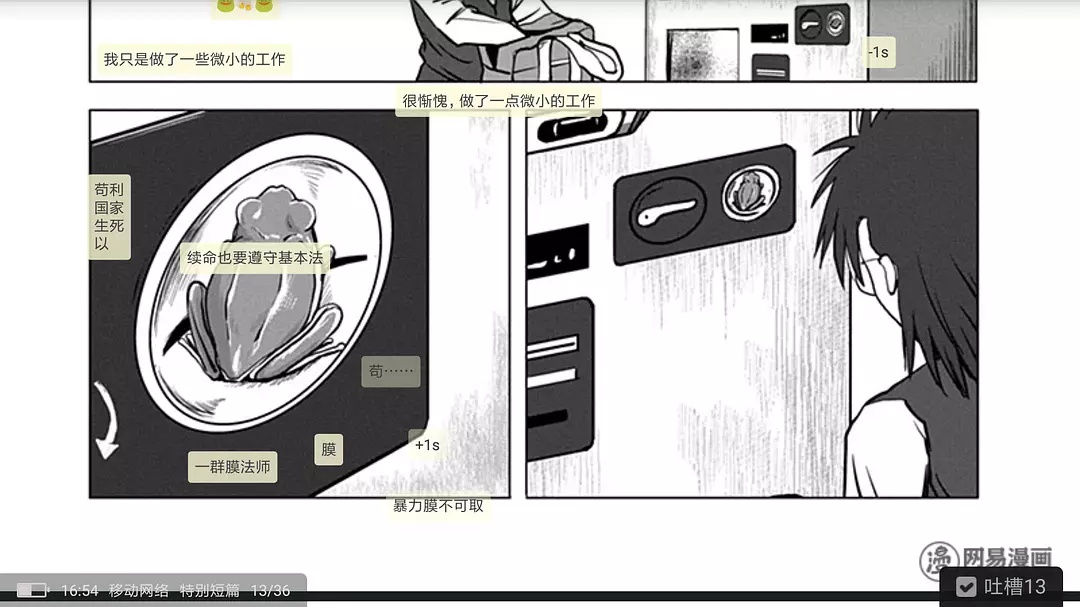 我只是做了一些微小的工作
-1s
很惭愧，做了一点微小的工作
苟利
国家
生死
以
续命也要遵守基本法
苟……
+1s
膜
一群膜法师
暴力膜不可取
网易漫画
16:54 移动网络 特别短篇 13/36
吐槽13